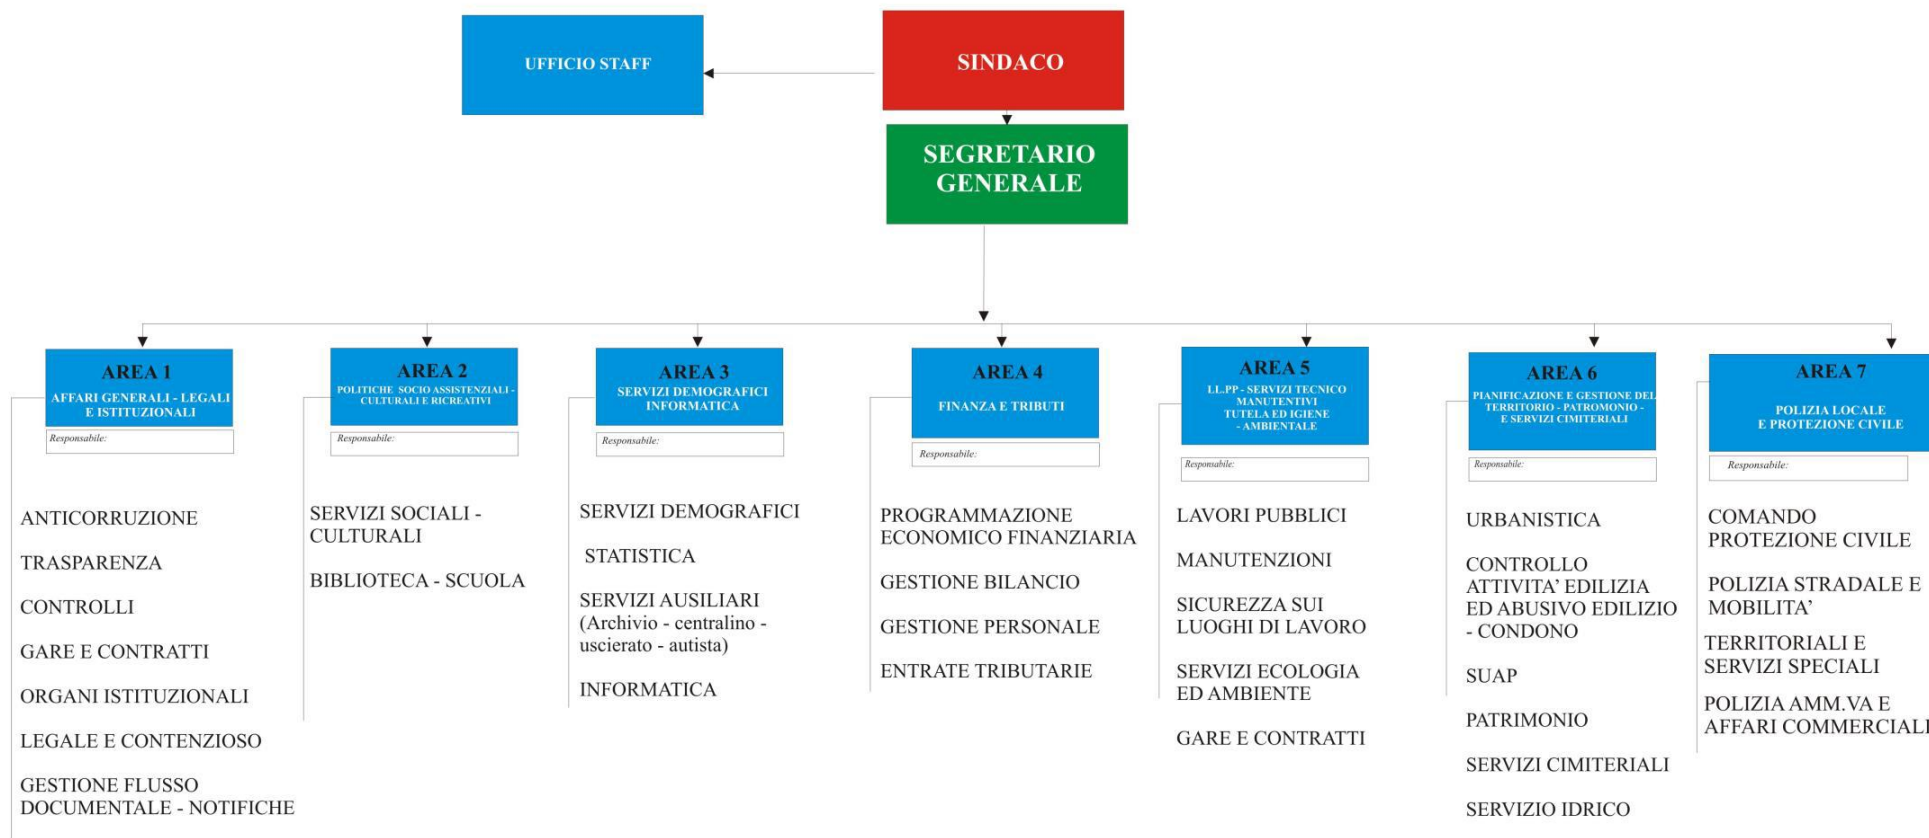 UFFICIO STAFF
SINDACO
SEGRETARIO
GENERALE
AREA 1
AFFARI GENERALI - LEGALI
E ISTITUZIONALI
Responsabile:
ANTICORRUZIONE
TRASPARENZA
CONTROLLI
GARE E CONTRATTI
ORGANI ISTITUZIONALI
LEGALE E CONTENZIOSO
GESTIONE FLUSSO
DOCUMENTALE - NOTIFICHE
AREA 2
POLITICHE SOCIO ASSISTENZIALI -
CULTURALI E RICREATIVI
Responsabile:
SERVIZI SOCIALI -
CULTURALI
BIBLIOTECA - SCUOLA
AREA 3
SERVIZI DEMOGRAFICI
INFORMATICA
Responsabile:
SERVIZI DEMOGRAFICI
STATISTICA
SERVIZI AUSILIARI
(Archivio - centralino -
uscierato - autista)
INFORMATICA
AREA 4
FINANZA E TRIBUTI
Responsabile:
PROGRAMMAZIONE
ECONOMICO FINANZIARIA
GESTIONE BILANCIO
GESTIONE PERSONALE
ENTRATE TRIBUTARIE
AREA 5
LL.PP - SERVIZI TECNICO
MANUTENTIVI
TUTELA ED IGIENE
- AMBIENTALE
Responsabile:
LAVORI PUBBLICI
MANUTENZIONI
SICUREZZA SUI
LUOGHI DI LAVORO
SERVIZI ECOLOGIA
ED AMBIENTE
GARE E CONTRATTI
AREA 6
PIANIFICAZIONE E GESTIONE DEL
TERRITORIO - PATROMONIO -
E SERVIZI CIMITERIALI
Responsabile:
URBANISTICA
CONTROLLO
ATTIVITA’ EDILIZIA
ED ABUSIVO EDILIZIO
- CONDONO
SUAP
PATRIMONIO
SERVIZI CIMITERIALI
SERVIZIO IDRICO
AREA 7
POLIZIA LOCALE
E PROTEZIONE CIVILE
Responsabile:
COMANDO
PROTEZIONE CIVILE
POLIZIA STRADALE E
MOBILITA’
TERRITORIALI E
SERVIZI SPECIALI
POLIZIA AMM.VA E
AFFARI COMMERCIALI